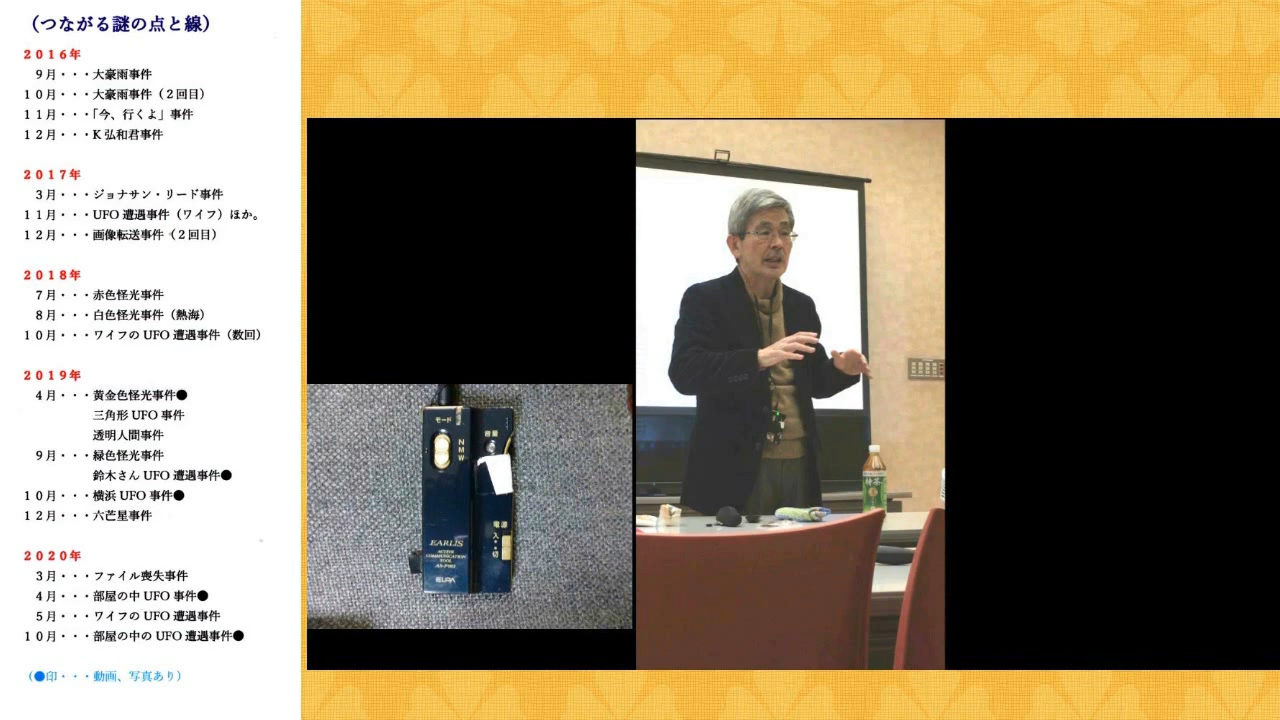 （つながる謎の点と線）
２０１６年
９月・・・大豪雨事件
１０月・・・大豪雨事件（２回目）
１１月・・・「今、行くよ」事件
１２月・・・K 弘和君事件
２０１７年
３月・・・ジョナサン・リード事件
１１月・・・UFO 遭遇事件（ワイフ）ほか。
１２月・・・画像転送事件（２回目）
２０１８年
７月・・・赤色怪光事件
８月・・・白色怪光事件（熱海）
１０月・・・ワイフの UFO 遭遇事件（数回）
２０１９年
４月・・・黄金色怪光事件●
三角形 UFO 事件
透明人間事件
９月・・・緑色怪光事件
鈴木さん UFO 遭遇事件●
１０月・・・横浜 UFO 事件●
１２月・・・六芒星事件
２０２０年
３月・・・ファイル喪失事件
４月・・・部屋の中 UFO 事件●
５月・・・ワイフの UFO 遭遇事件
１０月・・・部屋の中の UFO 遭遇事件●
（●印・・・動画、写真あり）
モード
N
M
W
音量
電源
入・・切
EARLIS
ACTIVE
COMMUNICATION
TOOL
ELPA
特茶